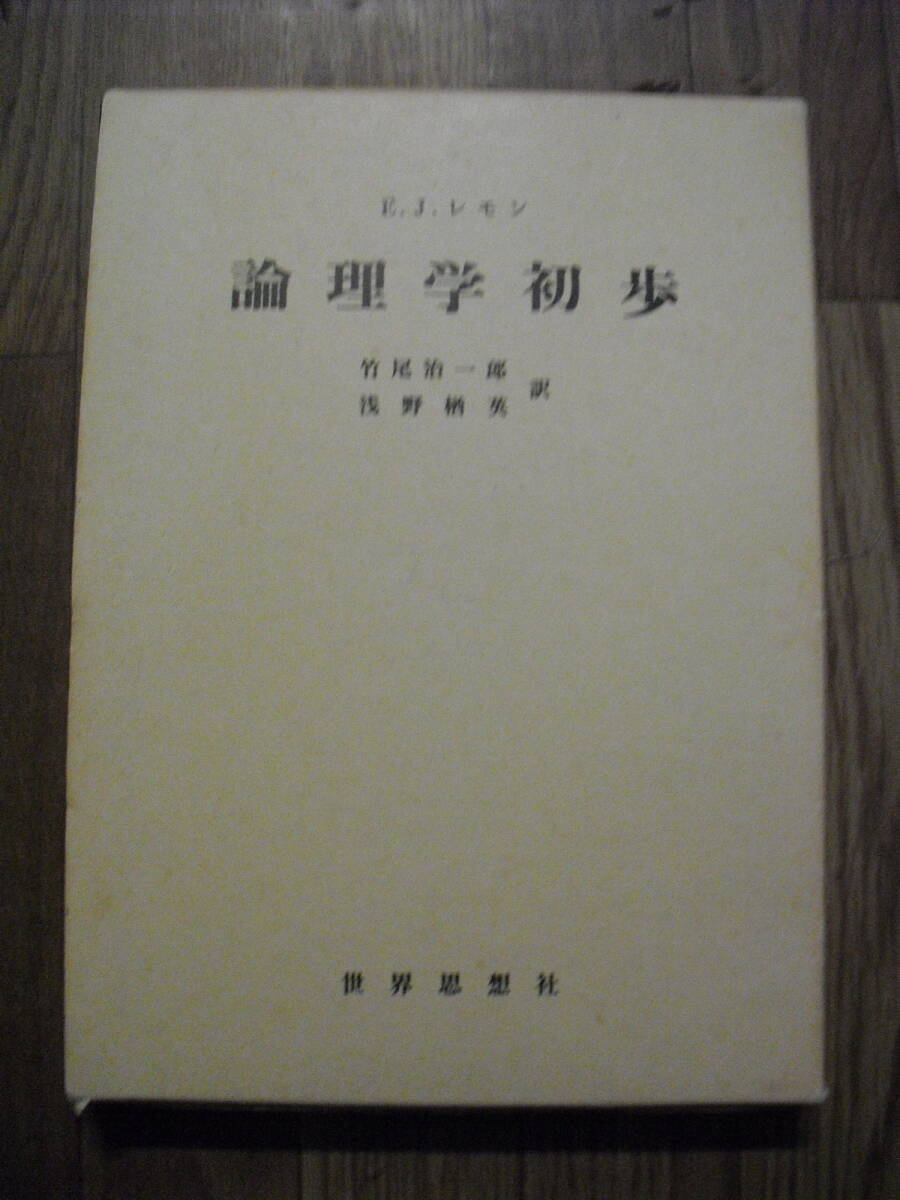 E.J.レモン
論理学初歩
竹尾治一郎
浅野楢英 訳
世界思想社